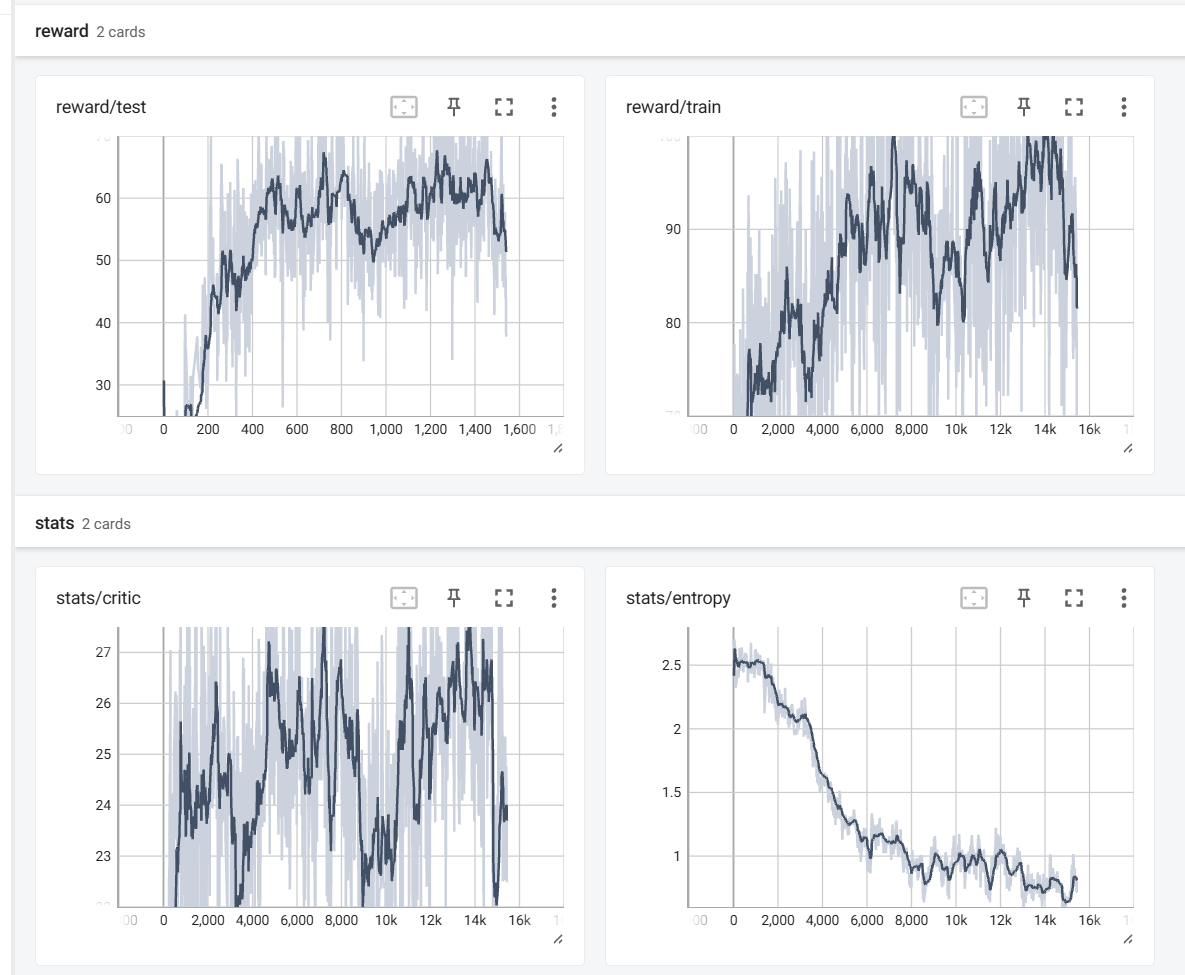 reward 2 cards
reward/test
60
50
40
30
0 200 400 600 800 1,000 1,200 1,400 1,600
reward/train
90
80
0 2,000 4,000 6,000 8,000 10k 12k 14k 16k
stats 2 cards
stats/critic
27
26
25
24
23
0 2,000 4,000 6,000 8,000 10k 12k 14k 16k
stats/entropy
2.5
2
1.5
1
0 2,000 4,000 6,000 8,000 10k 12k 14k 16k